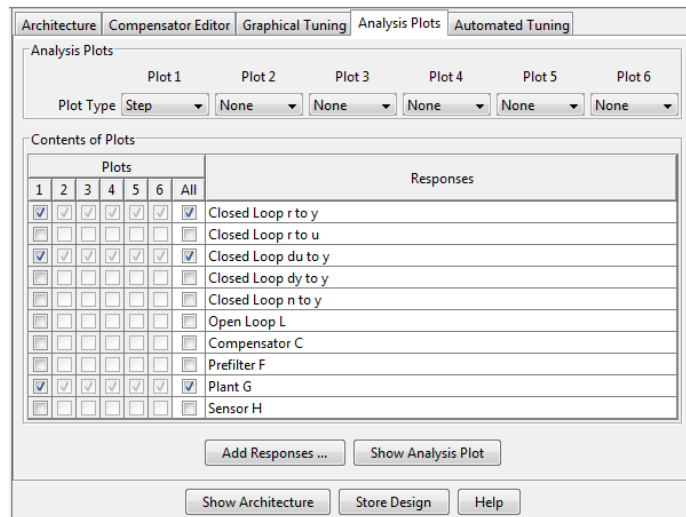 Architecture Compensator Editor Graphical Tuning Analysis Plots Automated Tuning
Analysis Plots
Plot 1 Plot 2 Plot 3 Plot 4 Plot 5 Plot 6
Plot Type Step None None None None None
Contents of Plots
Plots
Responses
1 2 3 4 5 6 All
Closed Loop r to y
Closed Loop r to u
Closed Loop du to y
Closed Loop dy to y
Closed Loop n to y
Open Loop L
Compensator C
Prefilter F
Plant G
Sensor H
Add Responses ... Show Analysis Plot
Show Architecture Store Design Help